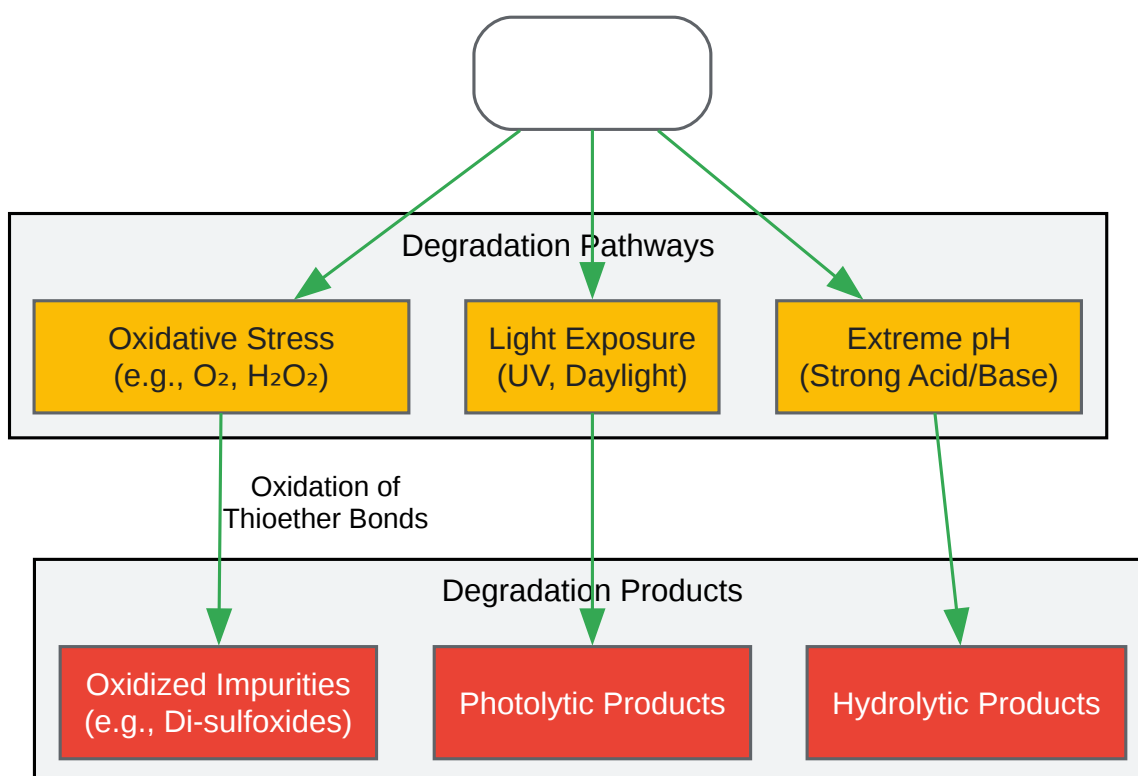 Degradation Pathways
Oxidative Stress
(e.g., O₂, H₂O₂)
Light Exposure
(UV, Daylight)
Extreme pH
(Strong Acid/Base)
Oxidation of
Thioether Bonds
Degradation Products
Oxidized Impurities
(e.g., Di-sulfoxides)
Photolytic Products
Hydrolytic Products